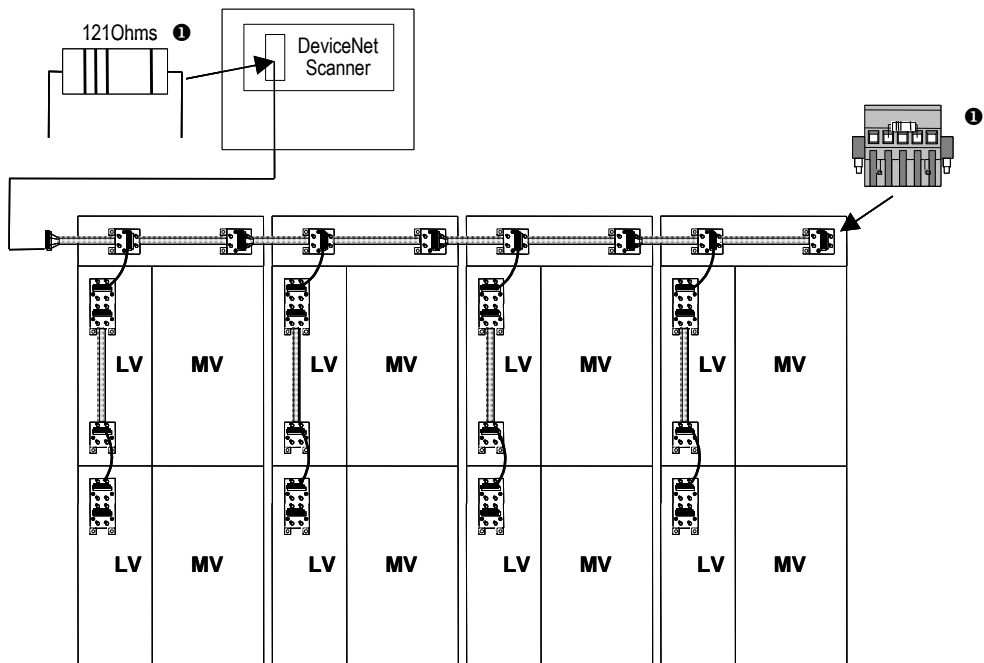 121Ohms ❶
DeviceNet
Scanner
❶
LV MV LV MV LV MV LV MV
LV MV LV MV LV MV LV MV